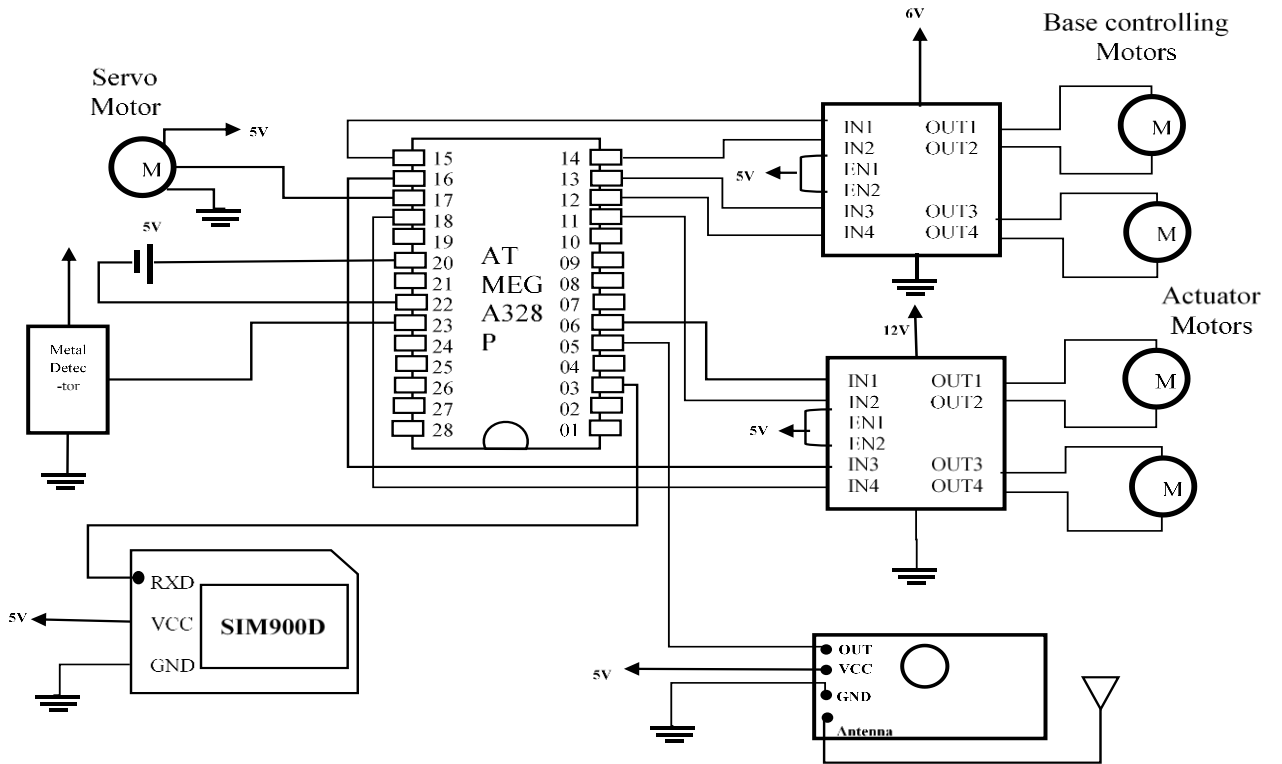 6V
Base controlling
Motors
Servo
Motor
5V
M
M
IN1 OUT1
IN2 OUT2
EN1
EN2
IN3 OUT3
IN4 OUT4
5V
M
15 14
16 13
17 12
18 11
19 10
20 09
21 08
22 07
23 06
24 05
25 04
26 03
27 02
28 01
AT
MEG
A328
P
5V
Metal
Detec
-tor
Actuator
Motors
12V
M
IN1 OUT1
IN2 OUT2
EN1
EN2
IN3 OUT3
IN4 OUT4
5V
M
RXD
VCC
GND
SIM900D
5V
OUT
VCC
GND
Antenna
5V